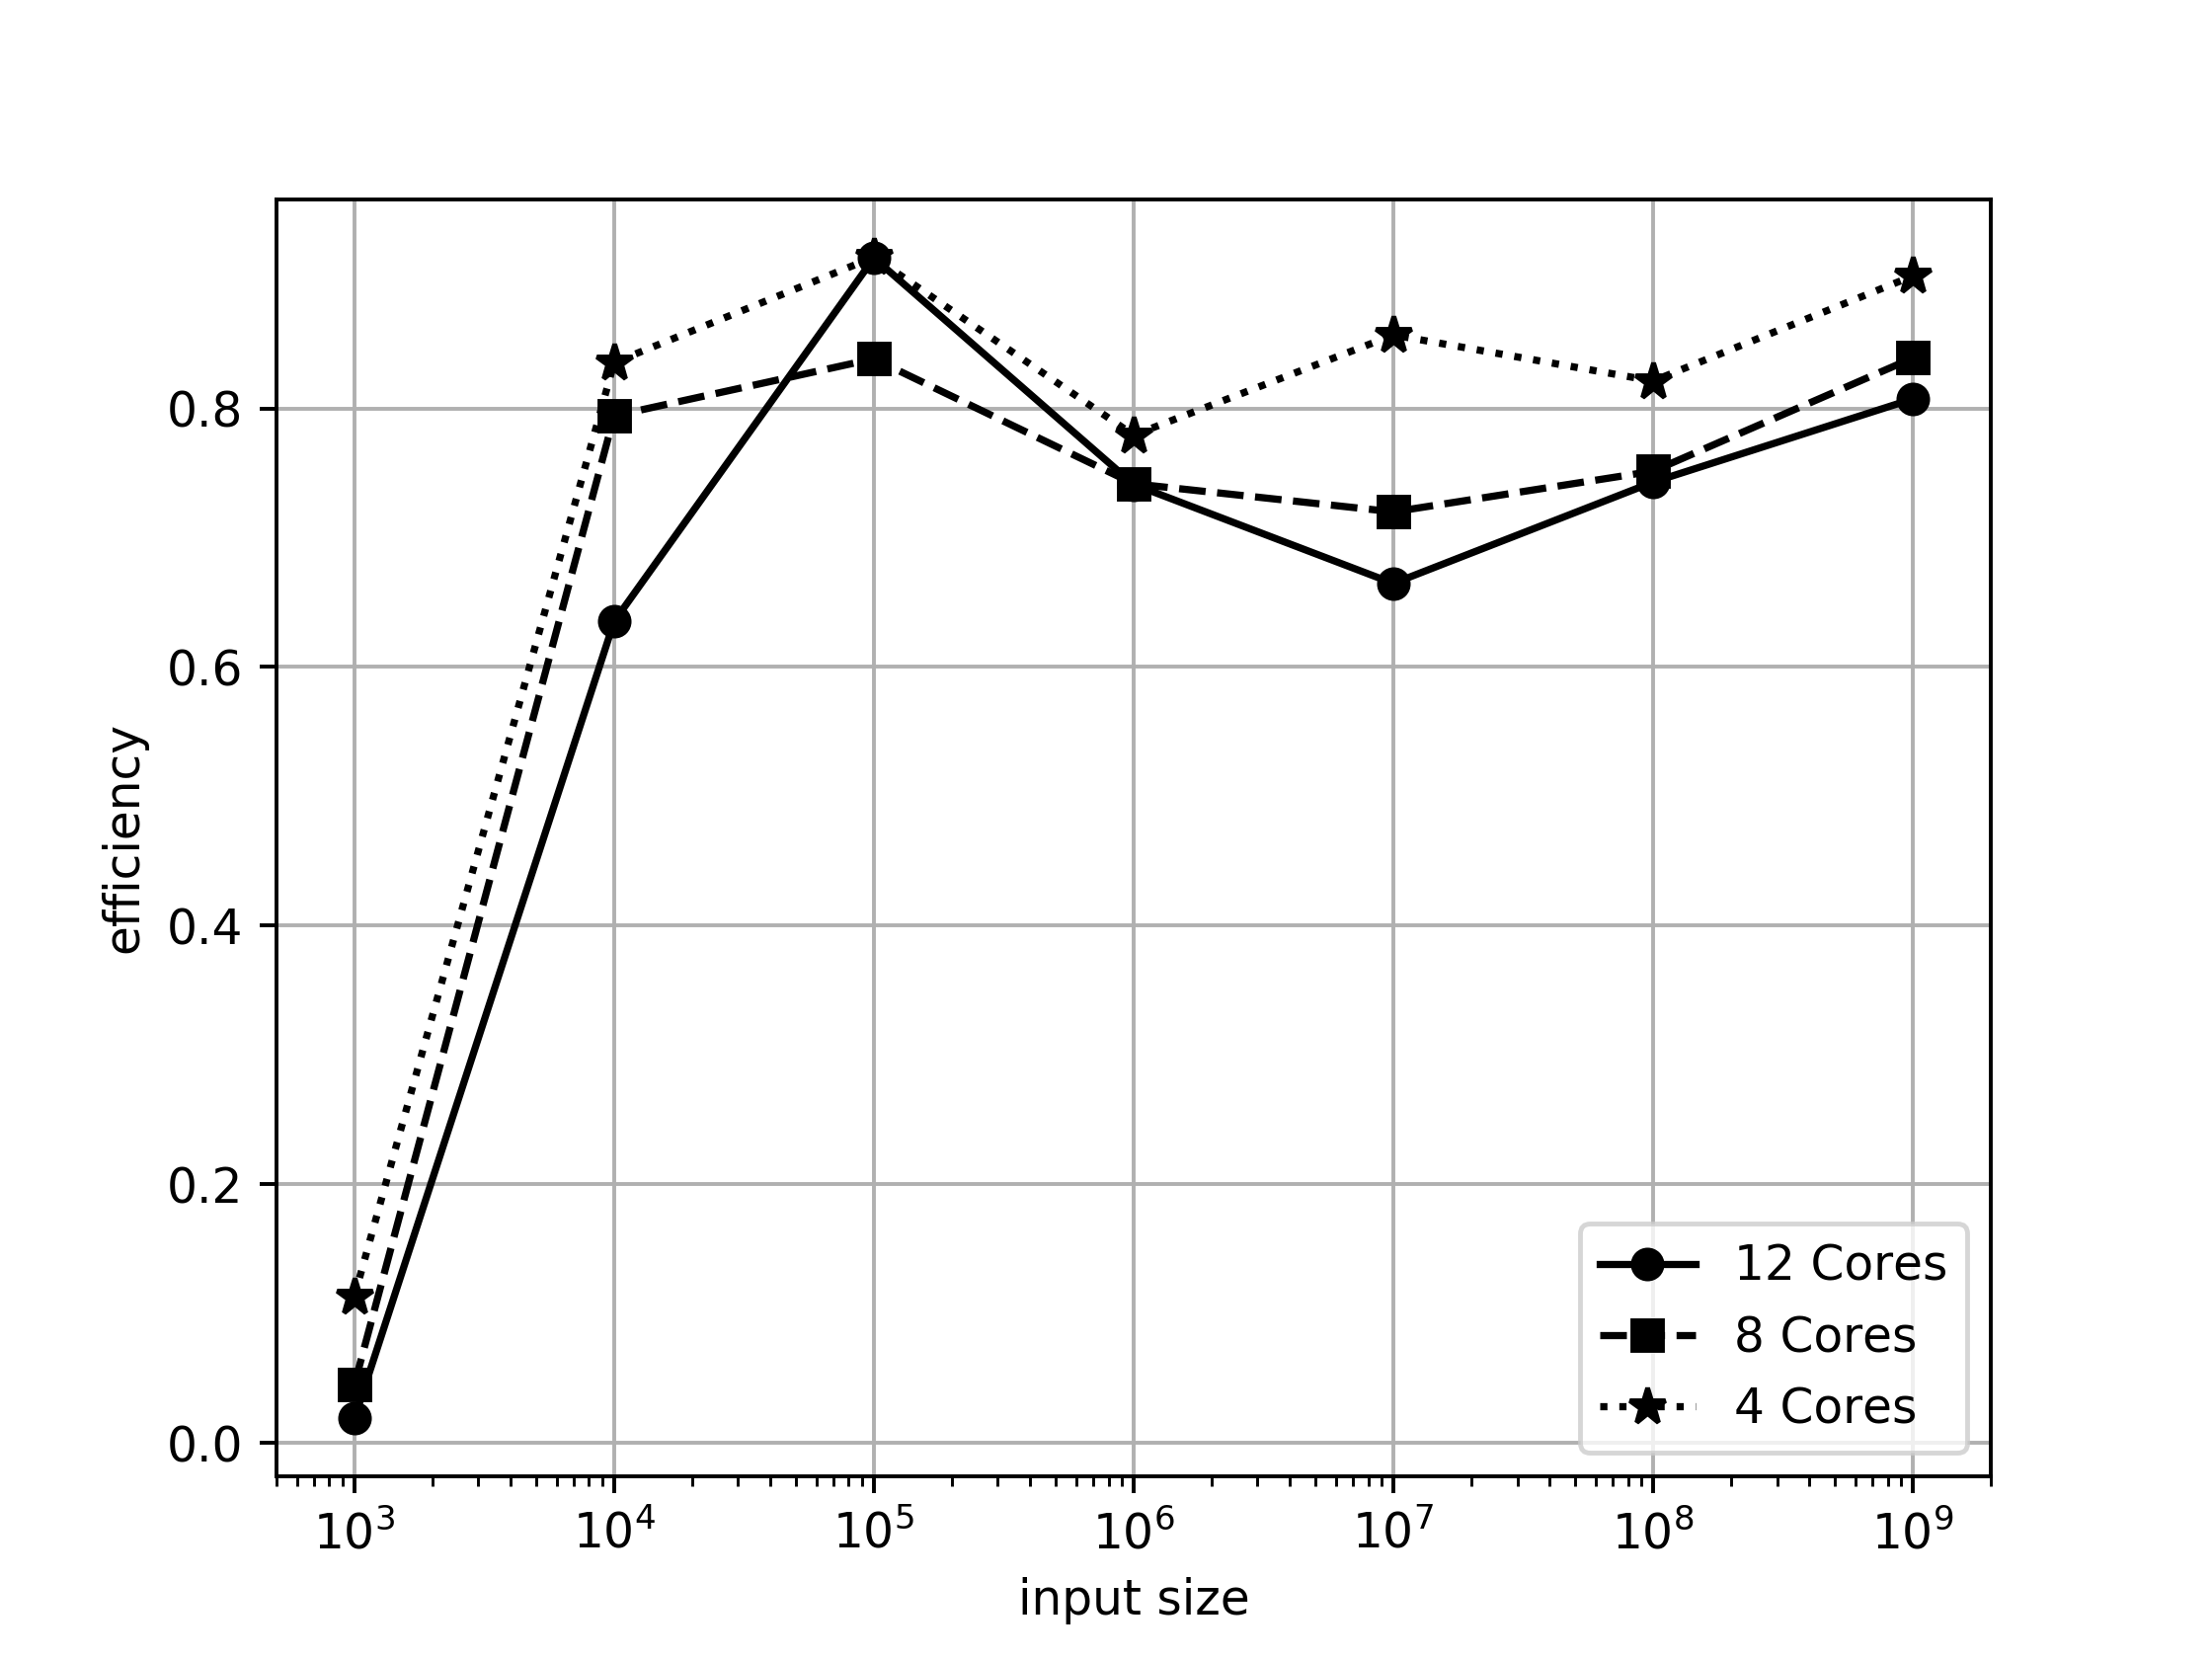 efficiency
0.8
0.6
0.4
0.2
0.0
12 Cores
8 Cores
4 Cores
10³ 10⁴ 10⁵ 10⁶ 10⁷ 10⁸ 10⁹
input size